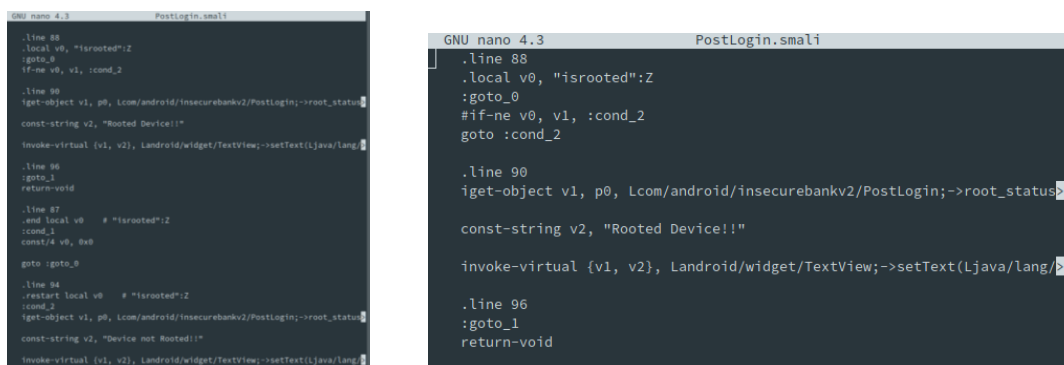 GNU nano 4.3 PostLogin.smali
.line 88
.local v0, "isrooted":Z
:goto_0
if-ne v0, v1, :cond_2
.line 90
iget-object v1, p0, Lcom/android/insecurebankv2/PostLogin;->root_status>
const-string v2, "Rooted Device!!"
invoke-virtual {v1, v2}, Landroid/widget/TextView;->setText(Ljava/lang/>
.line 96
:goto_1
return-void
.line 87
.end local v0 # "isrooted":Z
:cond_1
const/4 v0, 0x0
goto :goto_0
.line 94
.restart local v0 # "isrooted":Z
:cond_2
iget-object v1, p0, Lcom/android/insecurebankv2/PostLogin;->root_status>
const-string v2, "Device not Rooted!!"
invoke-virtual {v1, v2}, Landroid/widget/TextView;->setText(Ljava/lang/>
GNU nano 4.3 PostLogin.smali
.line 88
.local v0, "isrooted":Z
:goto_0
#if-ne v0, v1, :cond_2
goto :cond_2
.line 90
iget-object v1, p0, Lcom/android/insecurebankv2/PostLogin;->root_status>
const-string v2, "Rooted Device!!"
invoke-virtual {v1, v2}, Landroid/widget/TextView;->setText(Ljava/lang/>
.line 96
:goto_1
return-void